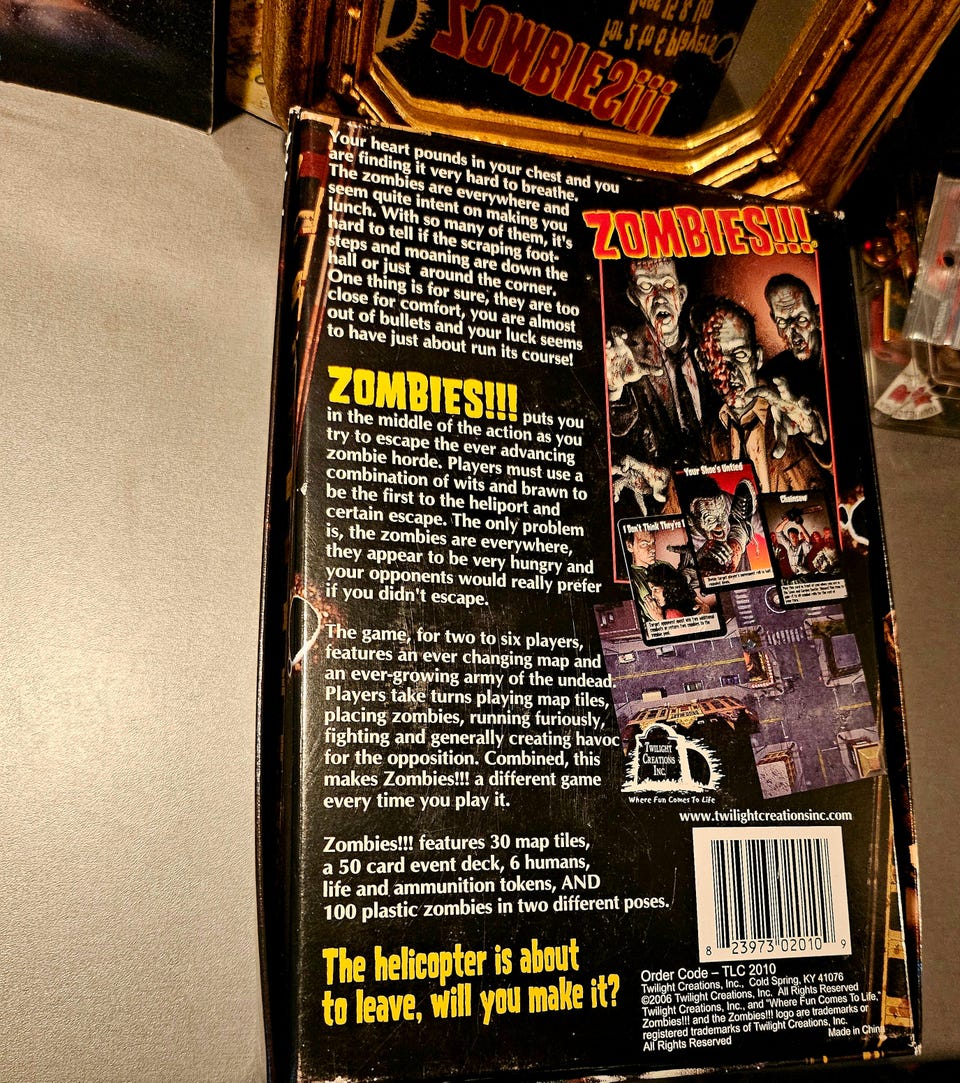 Your heart pounds in your chest and you
are finding it very hard to breathe.
The zombies are everywhere and
seem quite intent on making you
lunch. With so many of them, it's
hard to tell if the scraping foot-
steps and moaning are down the
hall or just around the corner.
One thing is for sure, they are too
close for comfort, you are almost
out of bullets and your luck seems
to have just about run its course!
ZOMBIES!!!
ZOMBIES!!! puts you
in the middle of the action as you
try to escape the ever advancing
zombie horde. Players must use a
combination of wits and brawn to
be the first to the heliport and
certain escape. The only problem
is, the zombies are everywhere,
they appear to be very hungry and
your opponents would really prefer
if you didn't escape.
Your Shoe's Untied
I Don't Think They're
Chainsaw
The game, for two to six players,
features an ever changing map and
an ever-growing army of the undead.
Players take turns playing map tiles,
placing zombies, running furiously,
fighting and generally creating havoc
for the opposition. Combined, this
makes Zombies!!! a different game
every time you play it.
TWILIGHT
CREATIONS
INC.
Where Fun Comes To Life
www.twilightcreationsinc.com
Zombies!!! features 30 map tiles,
a 50 card event deck, 6 humans,
life and ammunition tokens, AND
100 plastic zombies in two different poses.
8 23973 02010 9
The helicopter is about
to leave, will you make it?
Order Code – TLC 2010
Twilight Creations, Inc., Cold Spring, KY 41076
©2006 Twilight Creations, Inc. All Rights Reserved
Twilight Creations, Inc., and "Where Fun Comes To Life,"
Zombies!!! and the Zombies!!! logo are trademarks or
registered trademarks of Twilight Creations, Inc.
All Rights Reserved
Made in China